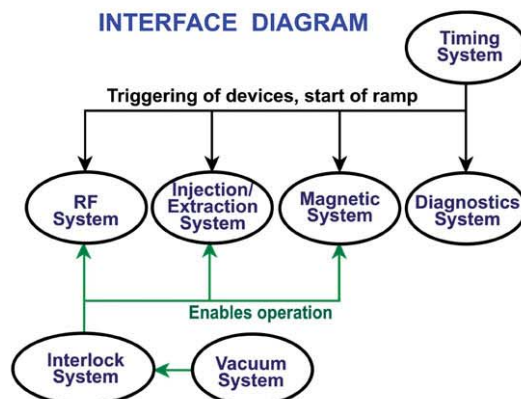 INTERFACE DIAGRAM
Timing
System
Triggering of devices, start of ramp
RF
System
Injection/
Extraction
System
Magnetic
System
Diagnostics
System
Enables operation
Interlock
System
Vacuum
System